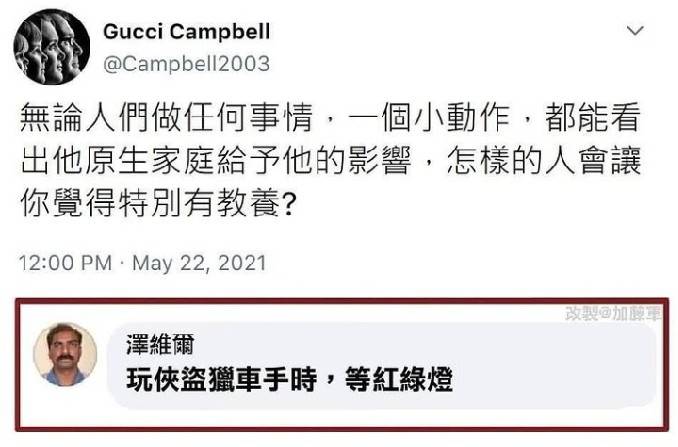 Gucci Campbell
@Campbell2003
無論人們做任何事情，一個小動作，都能看
出他原生家庭給予他的影響，怎樣的人會讓
你覺得特別有教養?
12:00 PM · May 22, 2021
改製@加藤軍
澤維爾
玩俠盜獵車手時，等紅綠燈